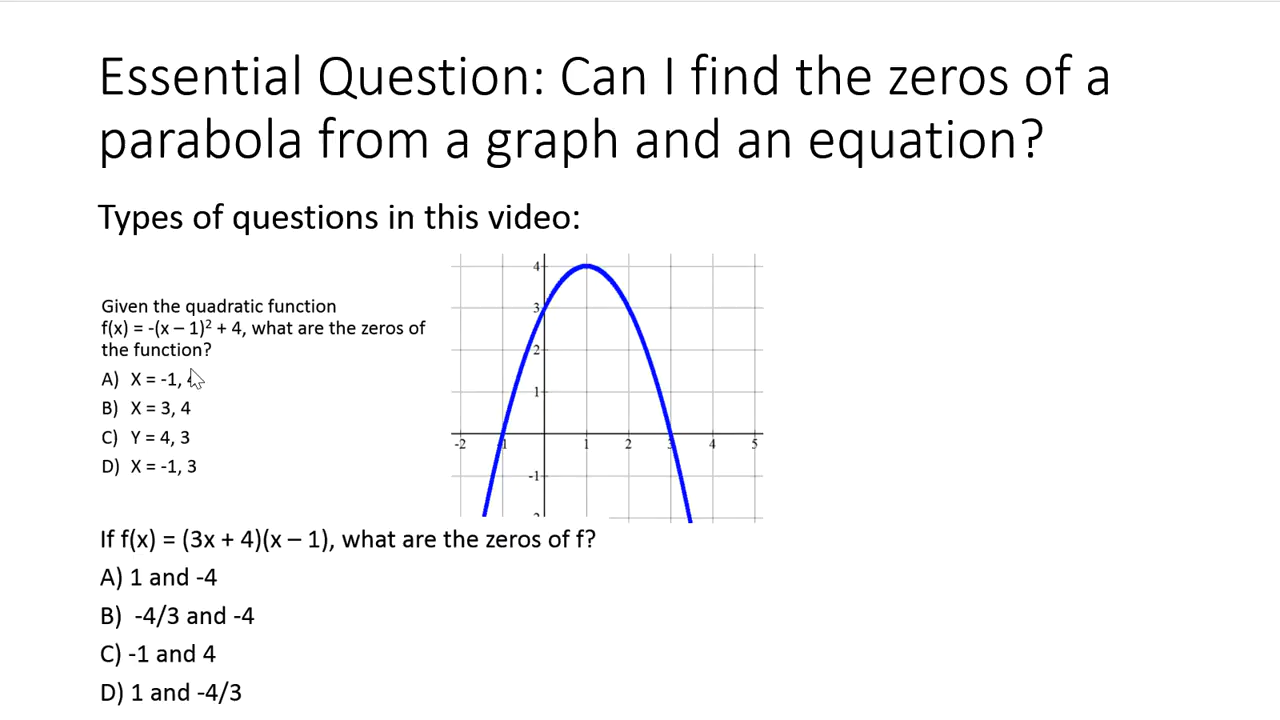 Essential Question: Can I find the zeros of a
parabola from a graph and an equation?
Types of questions in this video:
Given the quadratic function
f(x) = -(x – 1)² + 4, what are the zeros of
the function?
A) X = -1,
B) X = 3, 4
C) Y = 4, 3
D) X = -1, 3
4
3
2
1
-2
1
2
4
5
-1
If f(x) = (3x + 4)(x – 1), what are the zeros of f?
A) 1 and -4
B) -4/3 and -4
C) -1 and 4
D) 1 and -4/3